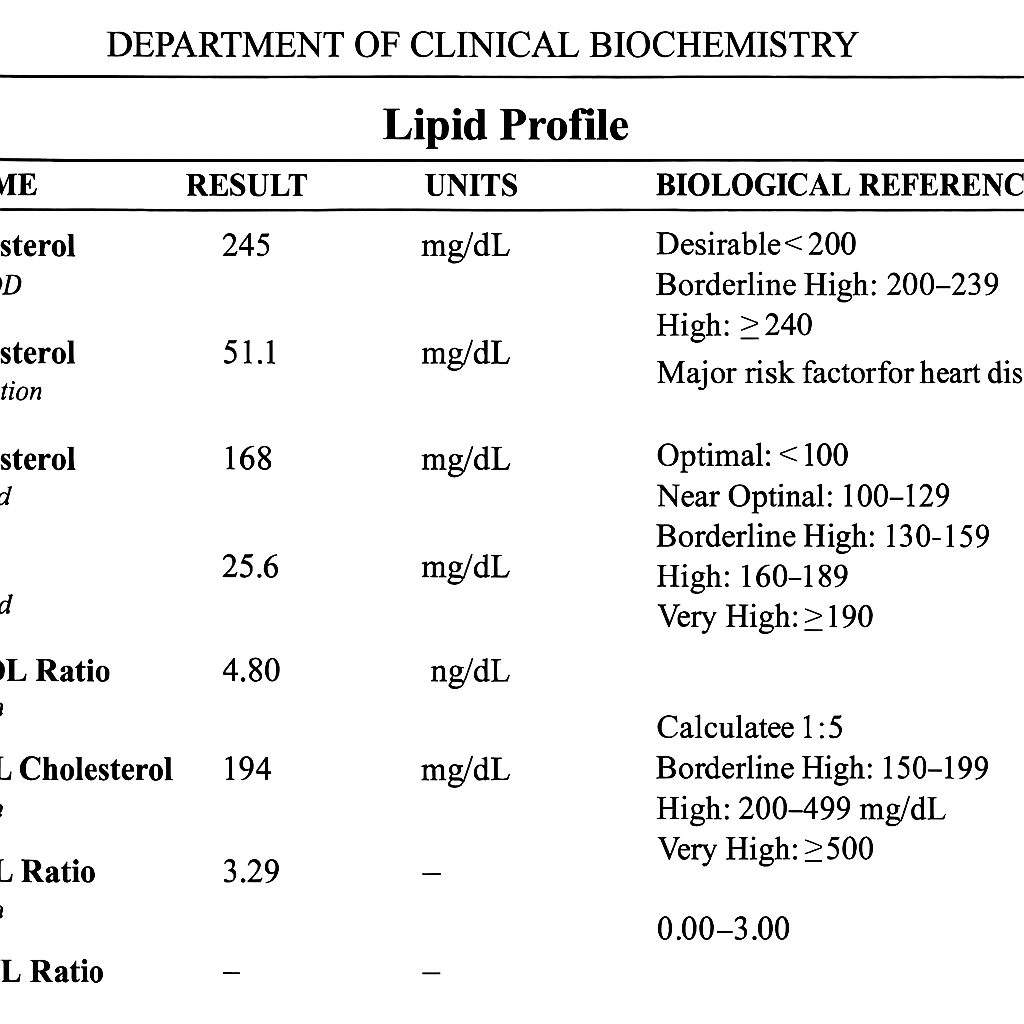 DEPARTMENT OF CLINICAL BIOCHEMISTRY
Lipid Profile
ME RESULT UNITS BIOLOGICAL REFERENC
sterol 245 mg/dL Desirable<200
OD Borderline High: 200–239
High: ≥240
sterol 51.1 mg/dL
tion Major risk factorfor heart dis
sterol 168 mg/dL Optimal: <100
d Near Optinal: 100–129
Borderline High: 130-159
25.6 mg/dL High: 160–189
d Very High: ≥190
DL Ratio 4.80 ng/dL
a Calculatee 1:5
L Cholesterol 194 mg/dL Borderline High: 150–199
a High: 200–499 mg/dL
Very High: ≥500
L Ratio 3.29 –
a 0.00–3.00
L Ratio – –